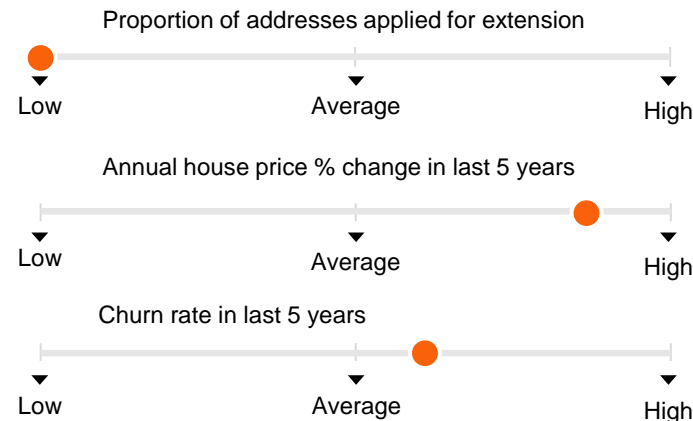 Proportion of addresses applied for extension
Low Average High
Annual house price % change in last 5 years
Low Average High
Churn rate in last 5 years
Low Average High